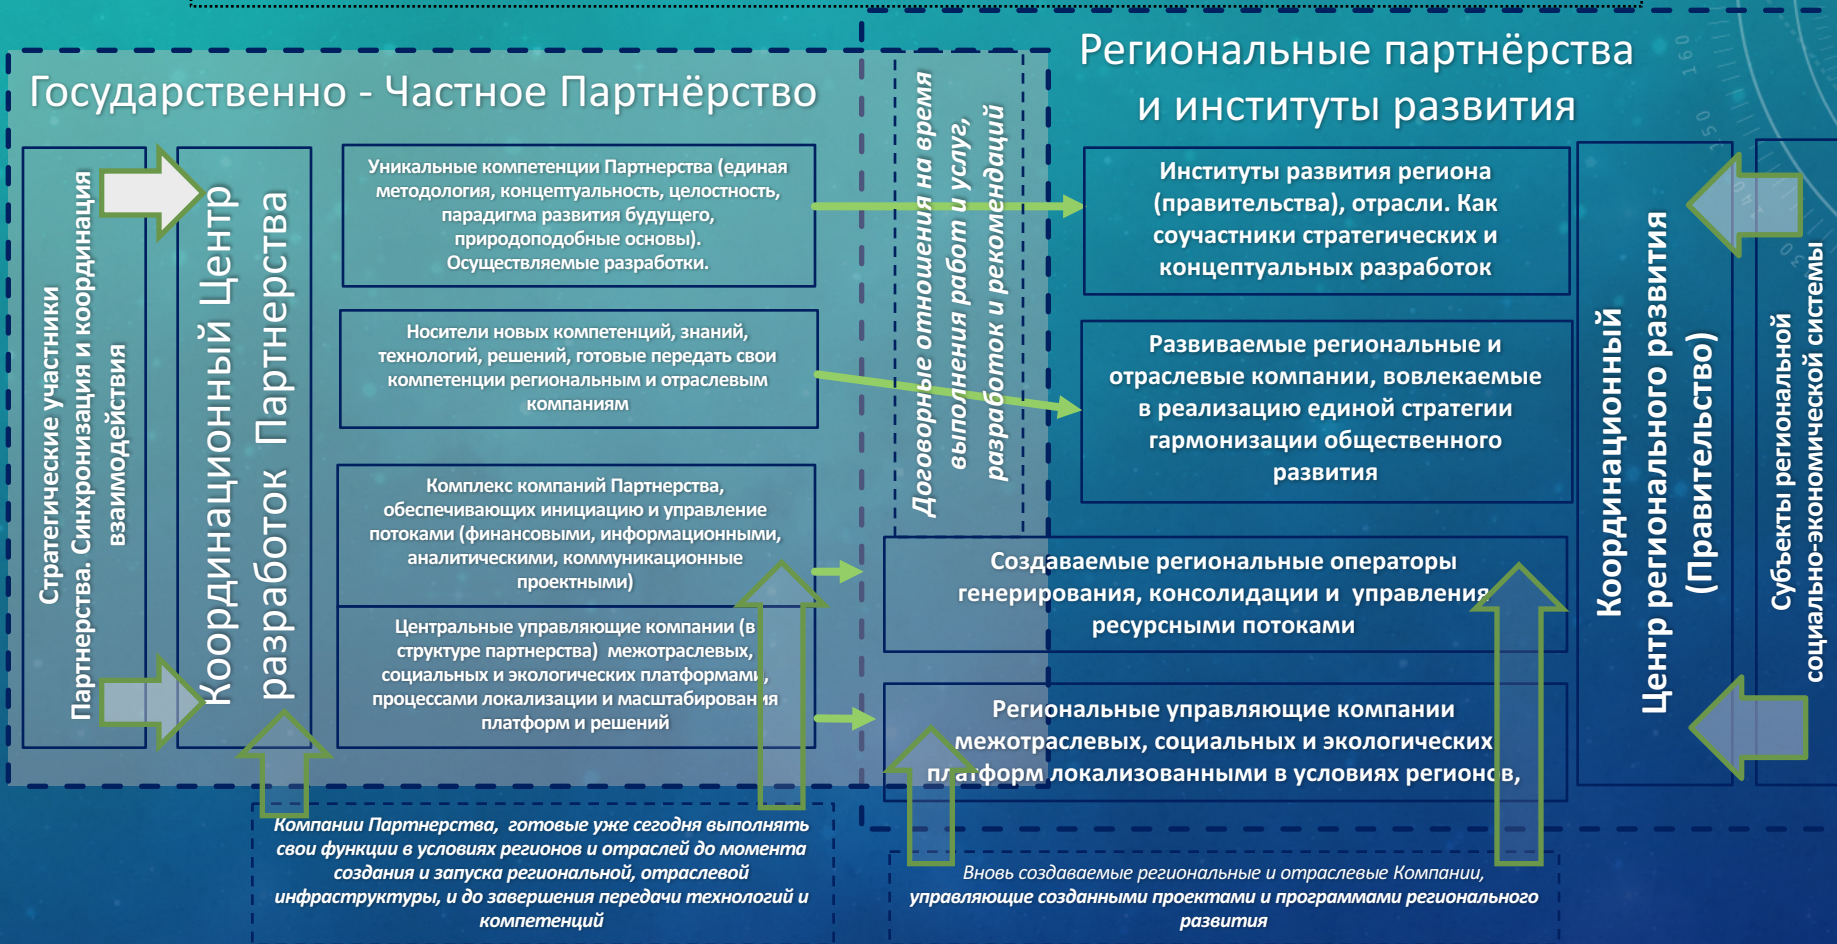 Государственно - Частное Партнёрство
Стратегические участники
Партнерства. Синхронизация и координация
взаимодействия
Координационный Центр
разработок Партнерства
Уникальные компетенции Партнерства (единая
методология, концептуальность, целостность,
парадигма развития будущего,
природоподобные основы).
Осуществляемые разработки.
Носители новых компетенций, знаний,
технологий, решений, готовые передать свои
компетенции региональным и отраслевым
компаниям
Комплекс компаний Партнерства,
обеспечивающих инициацию и управление
потоками (финансовыми, информационными,
аналитическими, коммуникационные
проектными)
Центральные управляющие компании (в
структуре партнерства) межотраслевых,
социальных и экологических платформами,
процессами локализации и масштабирования
платформ и решений
Договорные отношения на время
выполнения работ и услуг,
разработок и рекомендаций
Региональные партнёрства
и институты развития
Институты развития региона
(правительства), отрасли. Как
соучастники стратегических и
концептуальных разработок
Развиваемые региональные и
отраслевые компании, вовлекаемые
в реализацию единой стратегии
гармонизации общественного
развития
Создаваемые региональные операторы
генерирования, консолидации и управления
ресурсными потоками
Региональные управляющие компании
межотраслевых, социальных и экологических
платформ локализованными в условиях регионов,
Координационный
Центр регионального развития
(Правительство)
Субъекты региональной
социально-экономической системы
Компании Партнерства, готовые уже сегодня выполнять
свои функции в условиях регионов и отраслей до момента
создания и запуска региональной, отраслевой
инфраструктуры, и до завершения передачи технологий и
компетенций
Вновь создаваемые региональные и отраслевые Компании,
управляющие созданными проектами и программами регионального
развития
160
150
140
130